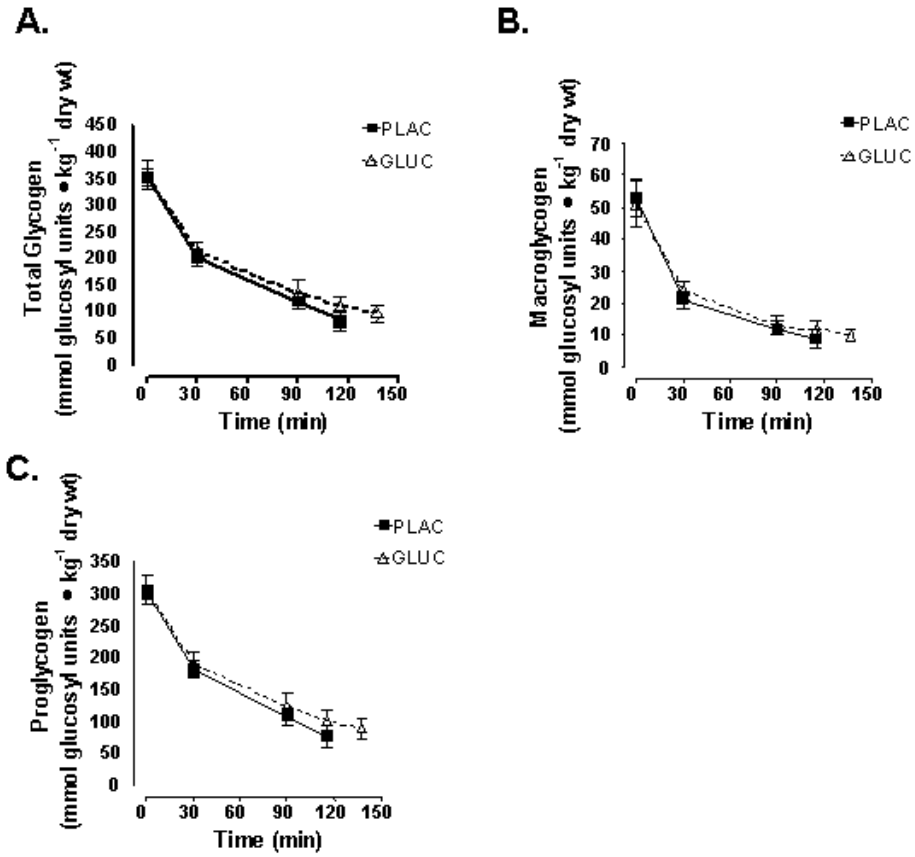 A.
Total Glycogen
(mmol glucosyl units • kg⁻¹ dry wt)
450
400
350
300
250
200
150
100
50
0
PLAC
GLUC
0 30 60 90 120 150
Time (min)
B.
Macroglycogen
(mmol glucosyl units • kg⁻¹ dry wt)
70
60
50
40
30
20
10
0
PLAC
GLUC
0 30 60 90 120 150
Time (min)
C.
Proglycogen
(mmol glucosyl units • kg⁻¹ dry wt)
350
300
250
200
150
100
50
0
PLAC
GLUC
0 30 60 90 120 150
Time (min)